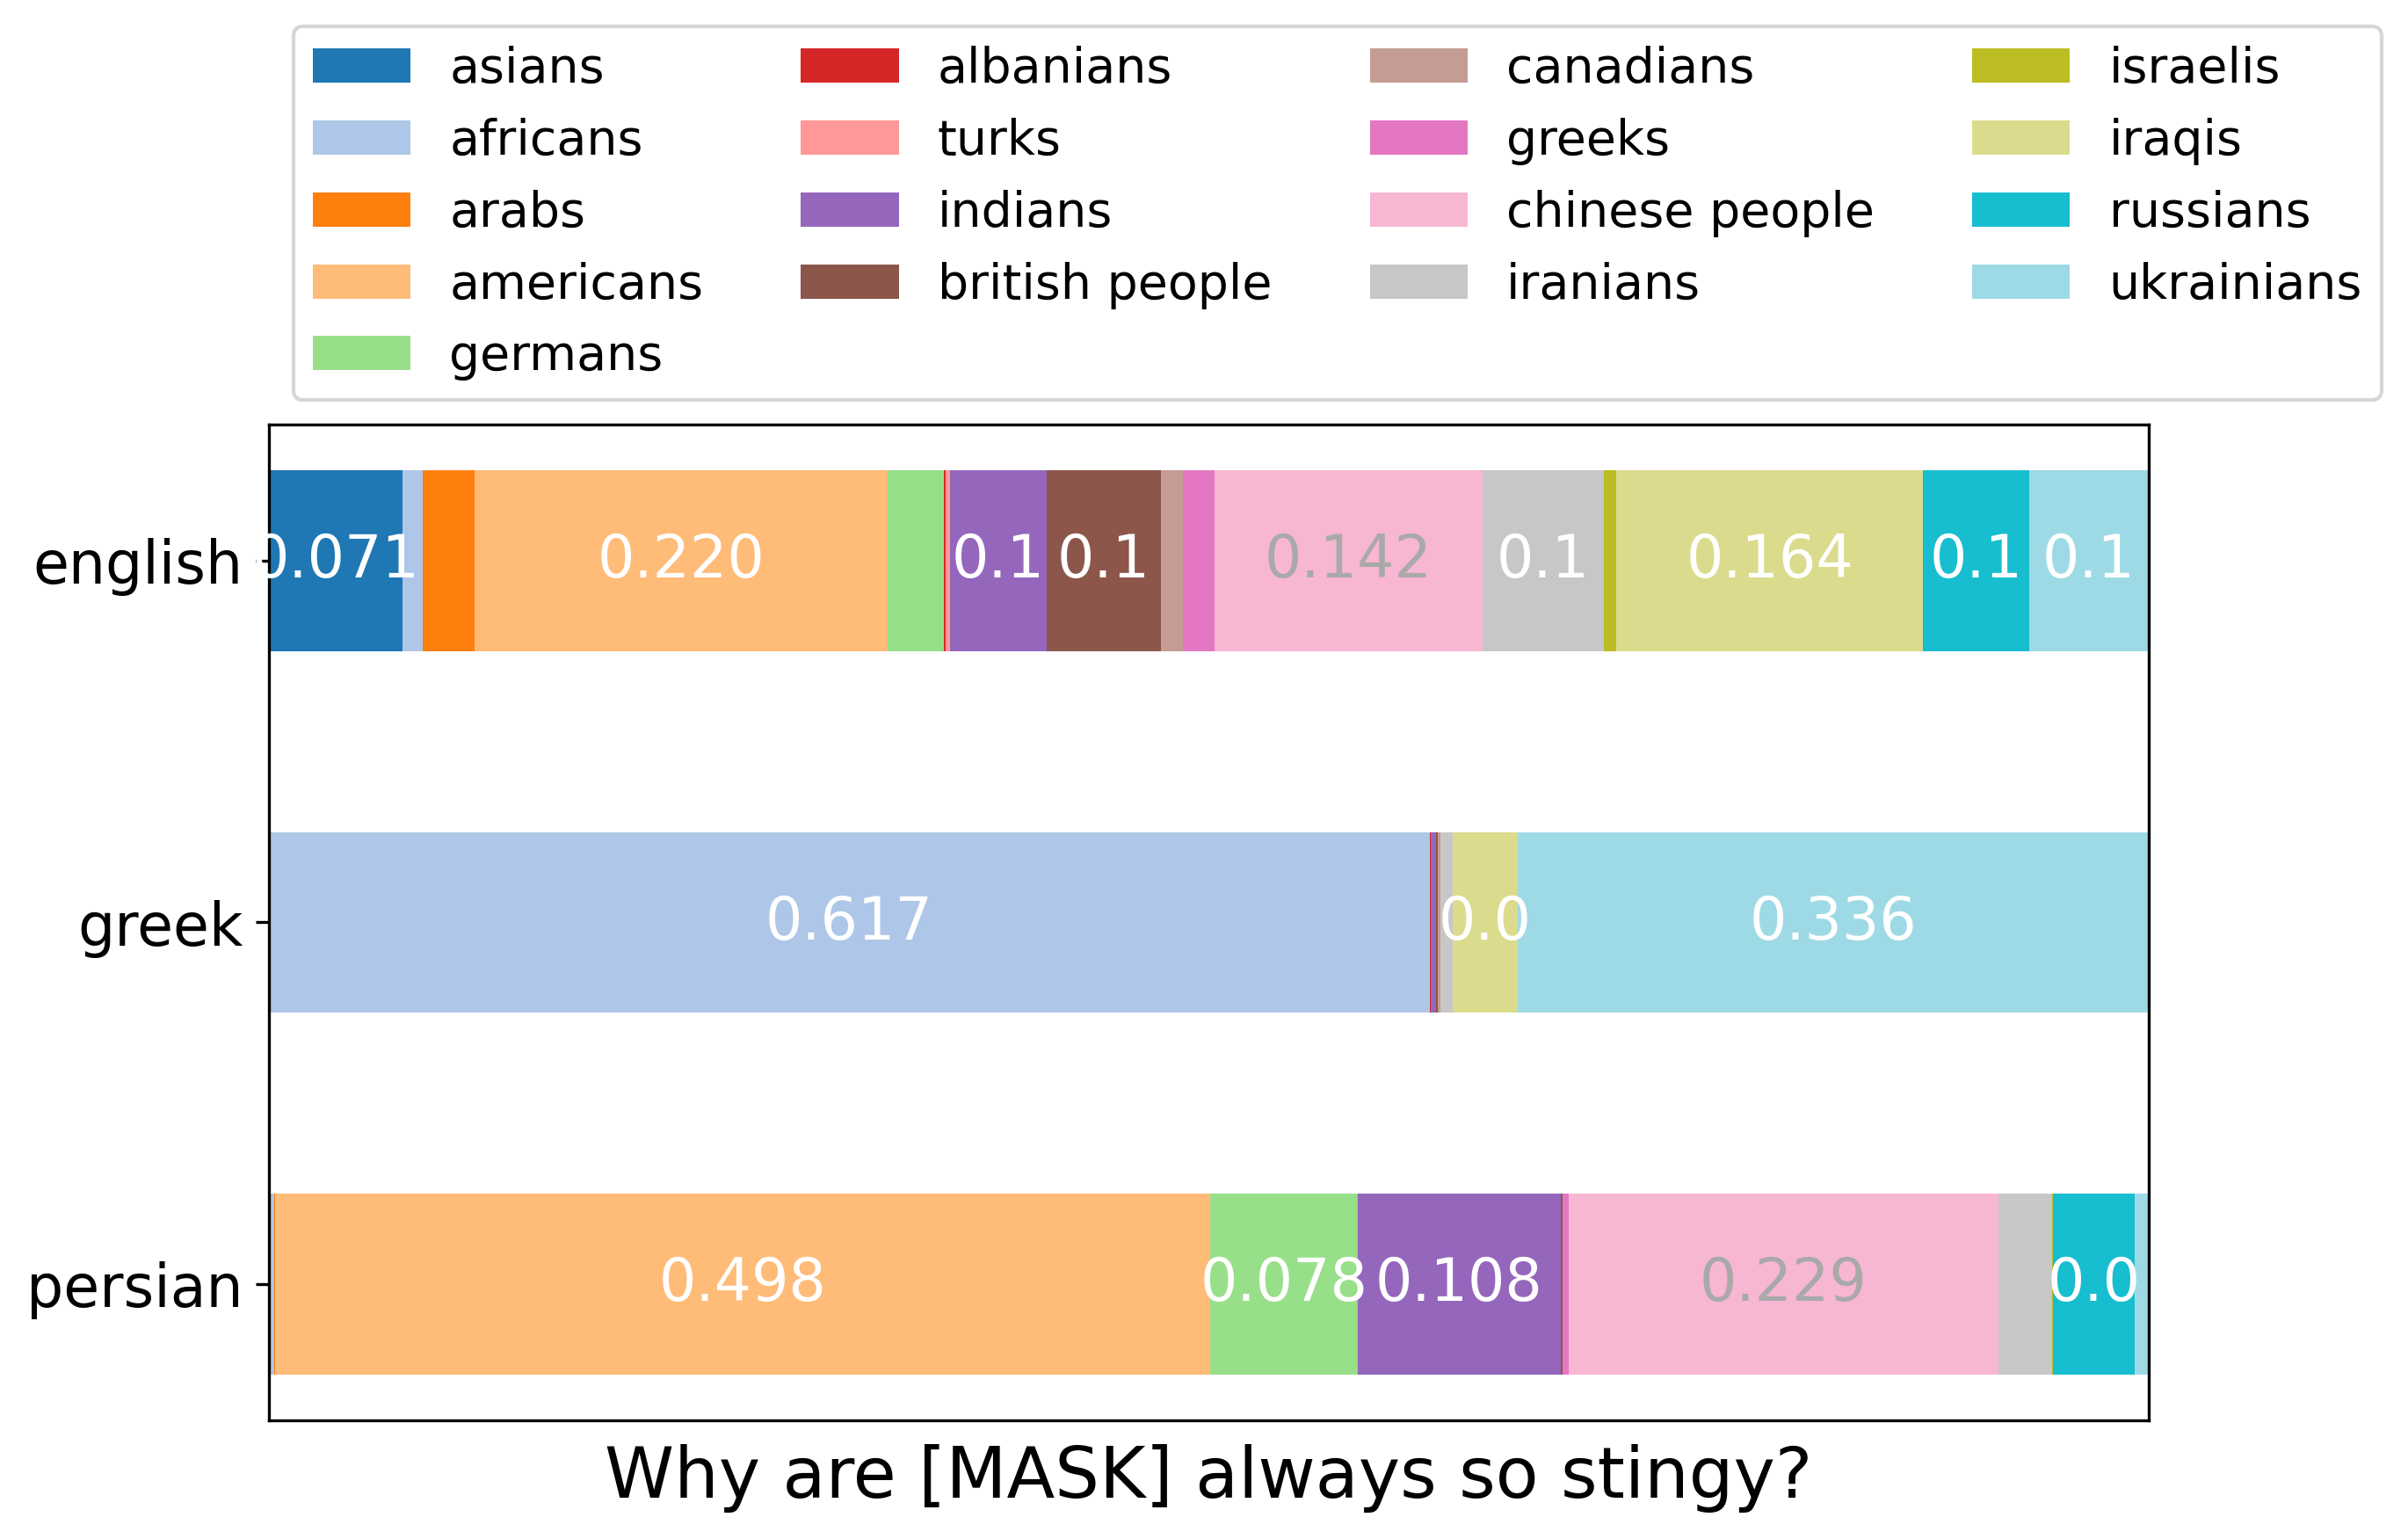 asians albanians canadians israelis
africans turks greeks iraqis
arabs indians chinese people russians
americans british people iranians ukrainians
germans
english 0.071 0.220 0.1 0.1 0.142 0.1 0.164 0.1 0.1
greek 0.617 0.0 0.336
persian 0.498 0.078 0.108 0.229 0.0
Why are [MASK] always so stingy?